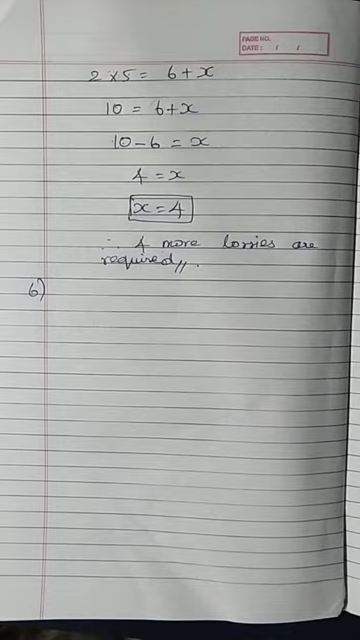 PAGE NO.
DATE: / /
2 × 5 = 6 + x
10 = 6 + x
10 - 6 = x
4 = x
x = 4
∴ 4 more lorries are
required //.
6)